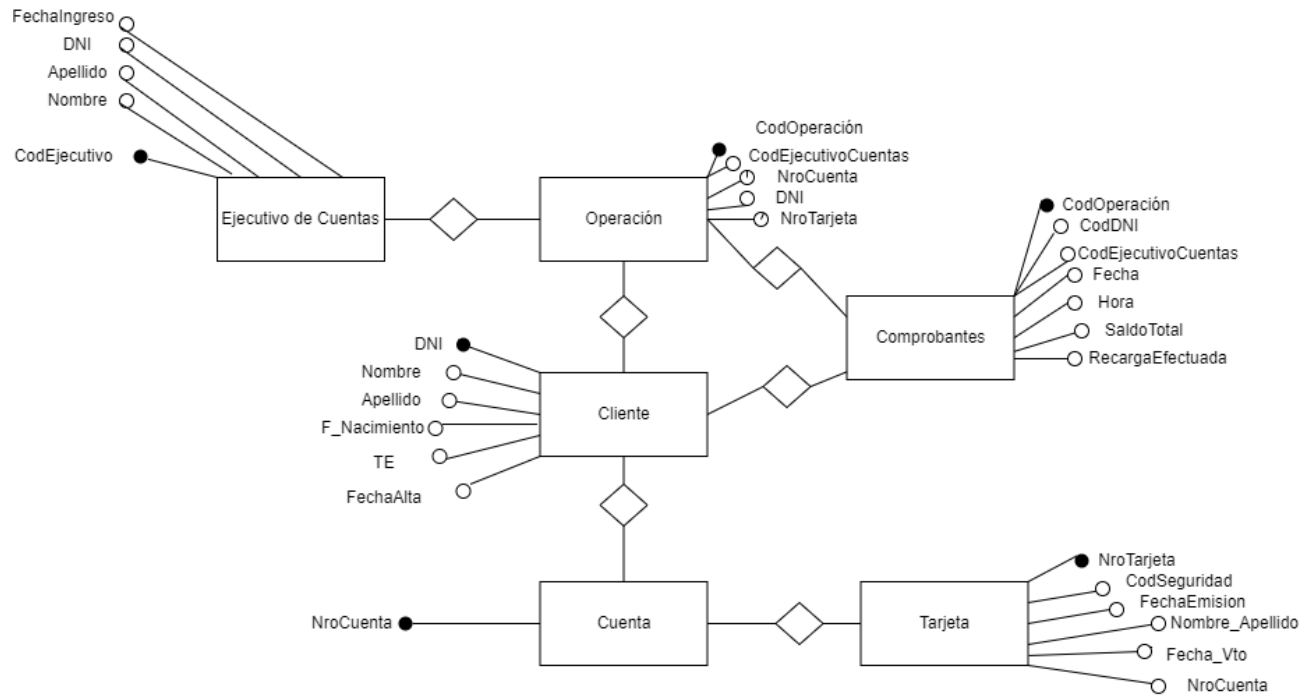 FechaIngreso
DNI
Apellido
Nombre
CodEjecutivo
Ejecutivo de Cuentas
Operación
CodOperación
CodEjecutivoCuentas
NroCuenta
DNI
NroTarjeta
CodOperación
CodDNI
CodEjecutivoCuentas
Fecha
Hora
SaldoTotal
RecargaEfectuada
Comprobantes
DNI
Nombre
Apellido
F_Nacimiento
TE
FechaAlta
Cliente
NroCuenta
Cuenta
Tarjeta
NroTarjeta
CodSeguridad
FechaEmision
Nombre_Apellido
Fecha_Vto
NroCuenta